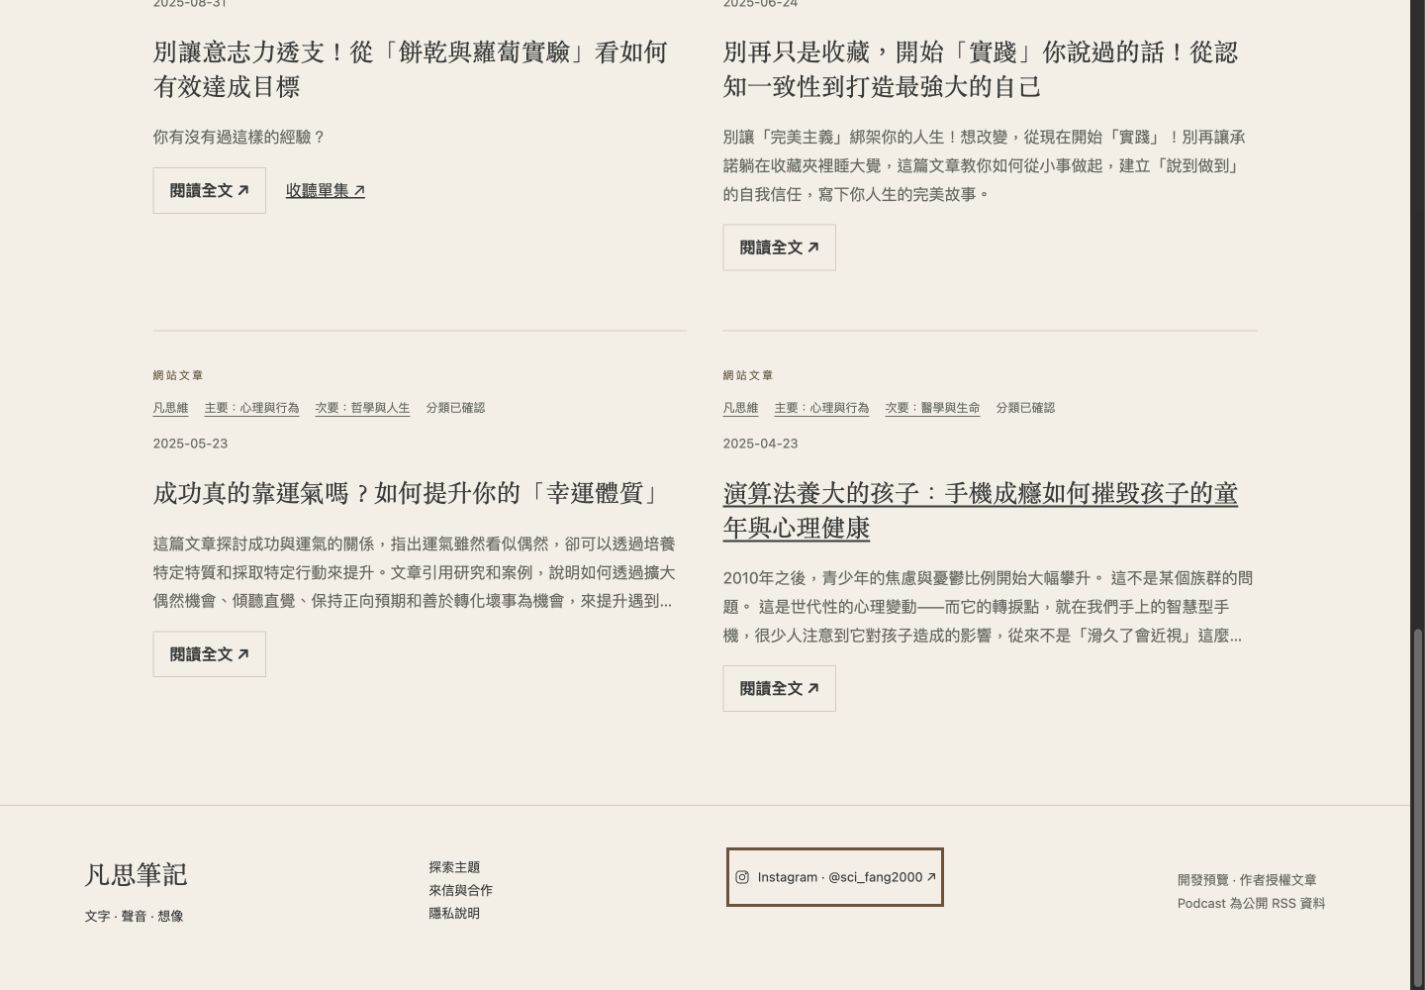 2025-08-31
別讓意志力透支！從「餅乾與蘿蔔實驗」看如何
有效達成目標
你有沒有過這樣的經驗？
閱讀全文 ↗
收聽單集 ↗
2025-06-24
別再只是收藏，開始「實踐」你說過的話！從認
知一致性到打造最強大的自己
別讓「完美主義」綁架你的人生！想改變，從現在開始「實踐」！別再讓承
諾躺在收藏夾裡睡大覺，這篇文章教你如何從小事做起，建立「說到做到」
的自我信任，寫下你人生的完美故事。
閱讀全文 ↗
網站文章
凡思維 主要：心理與行為 次要：哲學與人生 分類已確認
2025-05-23
成功真的靠運氣嗎？如何提升你的「幸運體質」
這篇文章探討成功與運氣的關係，指出運氣雖然看似偶然，卻可以透過培養
特定特質和採取特定行動來提升。文章引用研究和案例，說明如何透過擴大
偶然機會、傾聽直覺、保持正向預期和善於轉化壞事為機會，來提升遇到...
閱讀全文 ↗
網站文章
凡思維 主要：心理與行為 次要：醫學與生命 分類已確認
2025-04-23
演算法養大的孩子：手機成癮如何摧毀孩子的童
年與心理健康
2010年之後，青少年的焦慮與憂鬱比例開始大幅攀升。 這不是某個族群的問
題。 這是世代性的心理變動——而它的轉捩點，就在我們手上的智慧型手
機，很少人注意到它對孩子造成的影響，從來不是「滑久了會近視」這麼...
閱讀全文 ↗
凡思筆記
文字 · 聲音 · 想像
探索主題
來信與合作
隱私說明
Instagram · @sci_fang2000 ↗
開發預覽 · 作者授權文章
Podcast 為公開 RSS 資料